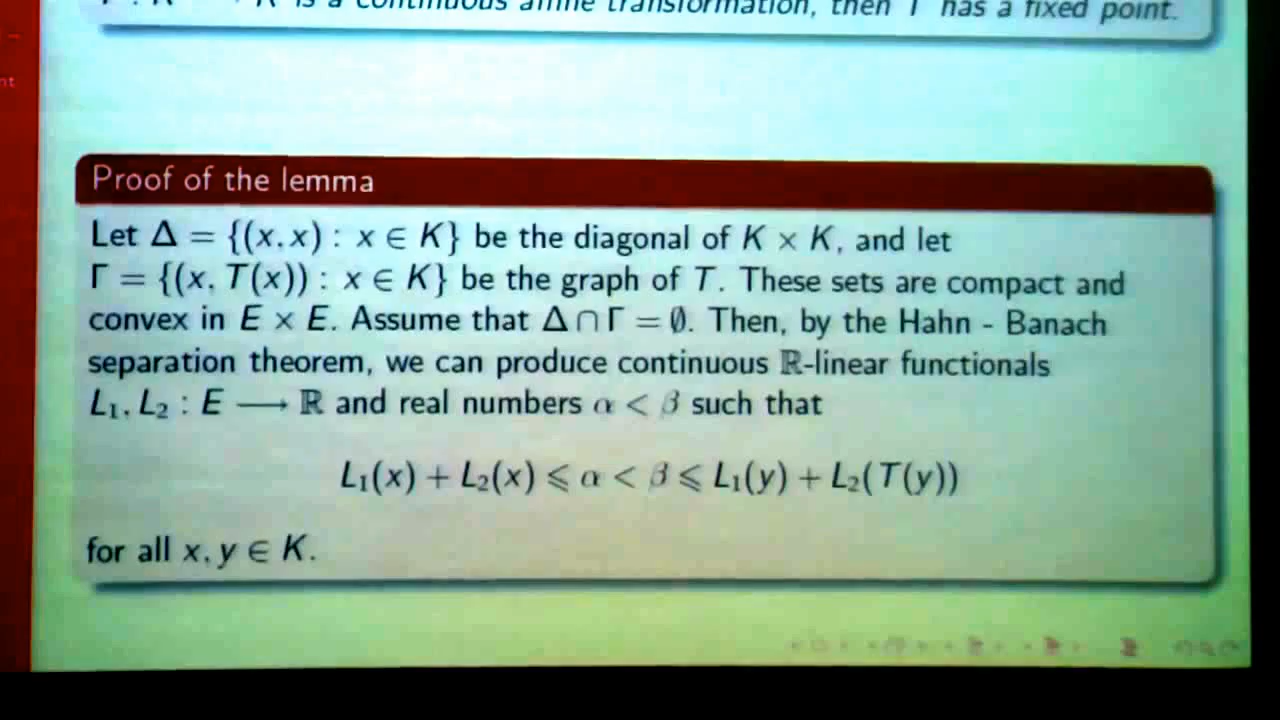 is a continuous affine transformation, then T has a fixed point.
nt
Proof of the lemma
Let Δ = {(x, x) : x ∈ K} be the diagonal of K × K, and let
Γ = {(x, T(x)) : x ∈ K} be the graph of T. These sets are compact and
convex in E × E. Assume that Δ ∩ Γ = ∅. Then, by the Hahn - Banach
separation theorem, we can produce continuous ℝ-linear functionals
L₁, L₂ : E ⟶ ℝ and real numbers α < β such that
L₁(x) + L₂(x) ⩽ α < β ⩽ L₁(y) + L₂(T(y))
for all x, y ∈ K.